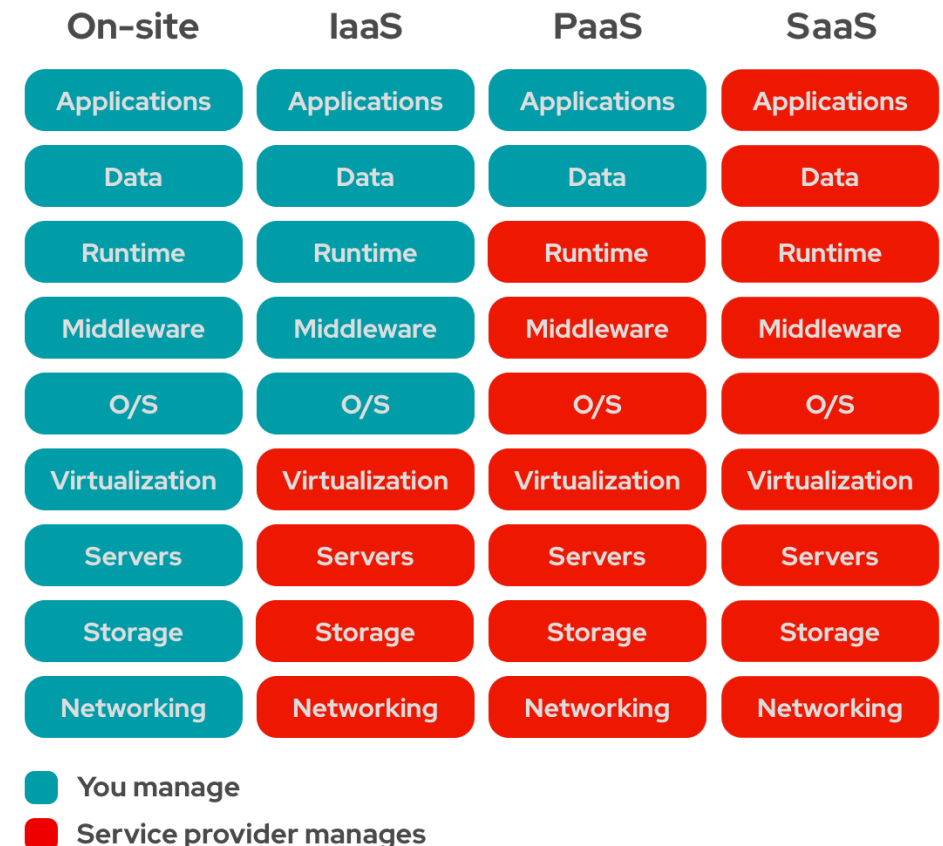 On-site IaaS PaaS SaaS
Applications Applications Applications Applications
Data Data Data Data
Runtime Runtime Runtime Runtime
Middleware Middleware Middleware Middleware
O/S O/S O/S O/S
Virtualization Virtualization Virtualization Virtualization
Servers Servers Servers Servers
Storage Storage Storage Storage
Networking Networking Networking Networking
You manage
Service provider manages